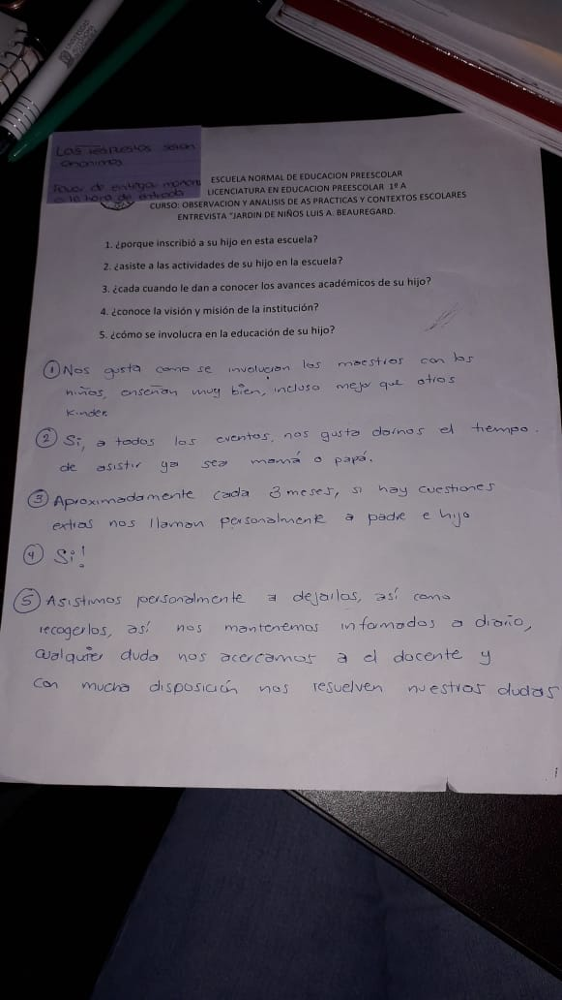 Las respuestas serán
anonimas
Favor de entregar mañana
a la hora de entrada
ESCUELA NORMAL DE EDUCACION PREESCOLAR
LICENCIATURA EN EDUCACION PREESCOLAR 1º A
CURSO: OBSERVACION Y ANALISIS DE AS PRACTICAS Y CONTEXTOS ESCOLARES
ENTREVISTA "JARDIN DE NIÑOS LUIS A. BEAUREGARD.
1. ¿porque inscribió a su hijo en esta escuela?
2. ¿asiste a las actividades de su hijo en la escuela?
3. ¿cada cuando le dan a conocer los avances académicos de su hijo?
4. ¿conoce la visión y misión de la institución?
5. ¿cómo se involucra en la educación de su hijo?
1 Nos gusta como se involucran los maestros con los
niños, enseñan muy bien, incluso mejor que otros
Kinder.
2 Si, a todos los eventos, nos gusta darnos el tiempo.
de asistir ya sea mamá o papá.
3 Aproximadamente cada 3 meses, si hay cuestiones
extras nos llaman personalmente a padre e hijo
4 Si!
5 Asistimos personalmente a dejarlos, así como
recogerlos, así nos mantenemos informados a diario,
cualquier duda nos acercamos a el docente y
con mucha disposición nos resuelven nuestras dudas